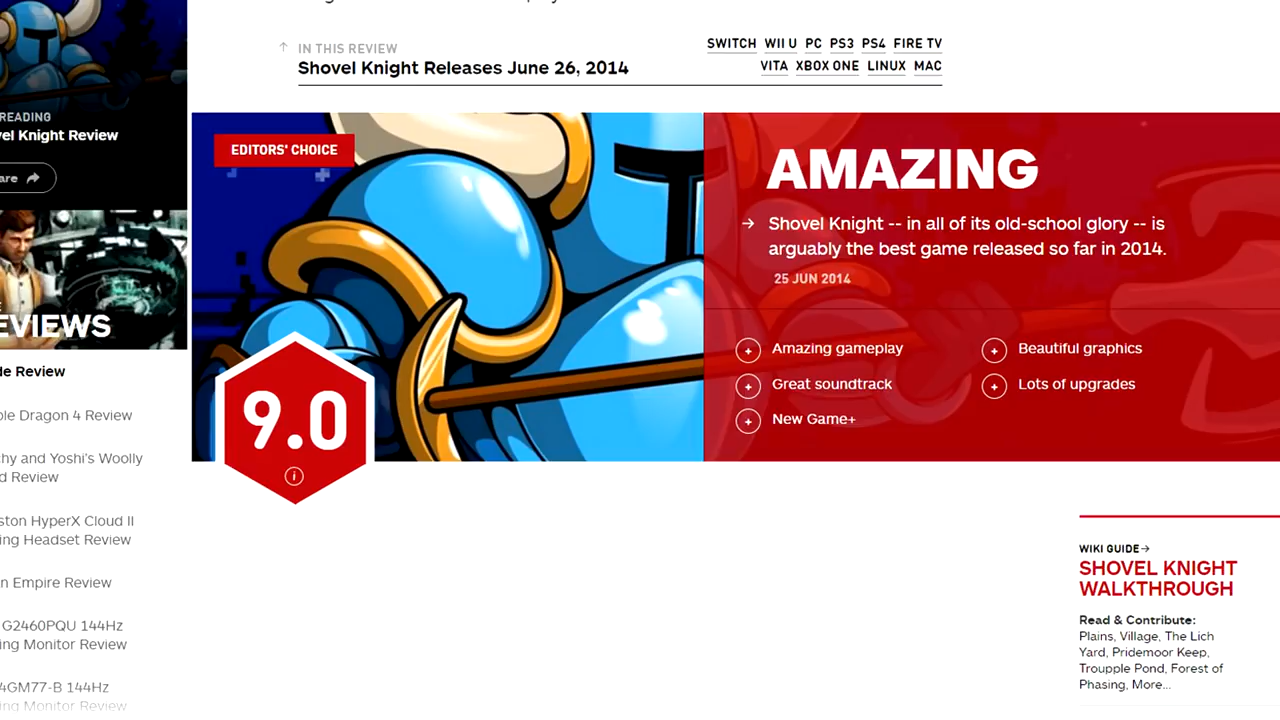 IN THIS REVIEW
Shovel Knight Releases June 26, 2014
SWITCH WII U PC PS3 PS4 FIRE TV
VITA XBOX ONE LINUX MAC
READING
vel Knight Review
are
EVIEWS
de Review
ble Dragon 4 Review
chy and Yoshi's Woolly
d Review
ston HyperX Cloud II
ing Headset Review
n Empire Review
G2460PQU 144Hz
ing Monitor Review
4GM77-B 144Hz
ing Monitor Review
EDITORS' CHOICE
9.0
AMAZING
Shovel Knight -- in all of its old-school glory -- is
arguably the best game released so far in 2014.
25 JUN 2014
Amazing gameplay
Great soundtrack
New Game+
Beautiful graphics
Lots of upgrades
WIKI GUIDE
SHOVEL KNIGHT
WALKTHROUGH
Read & Contribute:
Plains, Village, The Lich
Yard, Pridemoor Keep,
Troupple Pond, Forest of
Phasing, More...